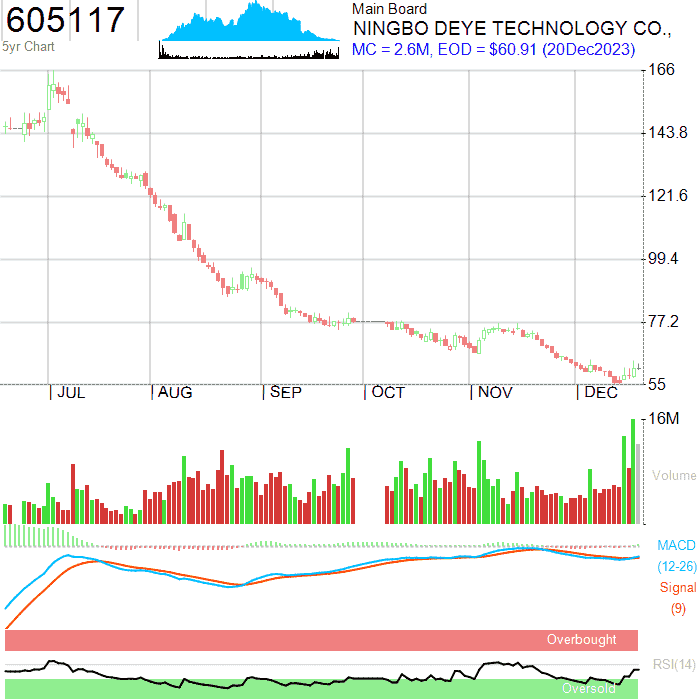 605117
5yr Chart
Main Board
NINGBO DEYE TECHNOLOGY CO.,
MC = 2.6M, EOD = $60.91 (20Dec2023)
166
143.8
121.6
99.4
77.2
55
JUL
AUG
SEP
OCT
NOV
DEC
16M
Volume
MACD
(12-26)
Signal
(9)
Overbought
RSI(14)
Oversold